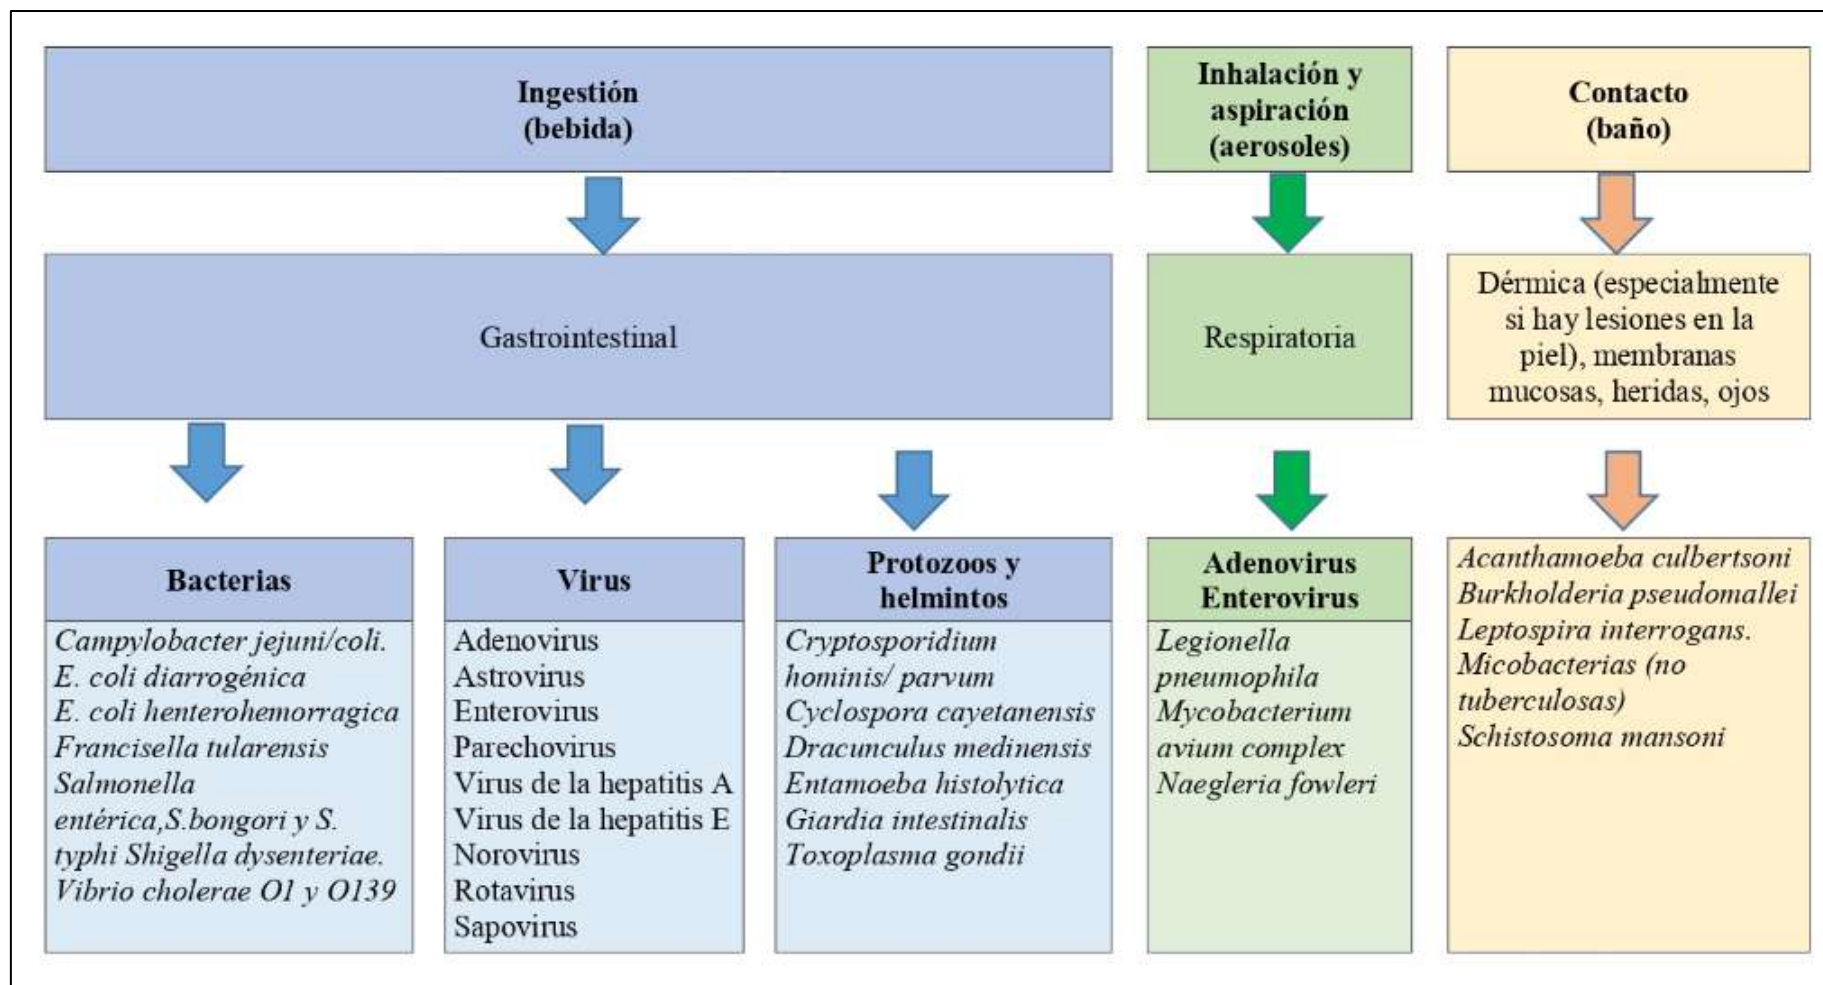 Ingestión
(bebida)
Inhalación y
aspiración
(aerosoles)
Contacto
(baño)
Gastrointestinal
Respiratoria
Dérmica (especialmente
si hay lesiones en la
piel), membranas
mucosas, heridas, ojos
Bacterias
Campylobacter jejuni/coli.
E. coli diarrogénica
E. coli henterohemorragica
Francisella tularensis
Salmonella
entérica,S.bongori y S.
typhi Shigella dysenteriae.
Vibrio cholerae O1 y O139
Virus
Adenovirus
Astrovirus
Enterovirus
Parechovirus
Virus de la hepatitis A
Virus de la hepatitis E
Norovirus
Rotavirus
Sapovirus
Protozoos y
helmintos
Cryptosporidium
hominis/ parvum
Cyclospora cayetanensis
Dracunculus medinensis
Entamoeba histolytica
Giardia intestinalis
Toxoplasma gondii
Adenovirus
Enterovirus
Legionella
pneumophila
Mycobacterium
avium complex
Naegleria fowleri
Acanthamoeba culbertsoni
Burkholderia pseudomallei
Leptospira interrogans.
Micobacterias (no
tuberculosas)
Schistosoma mansoni